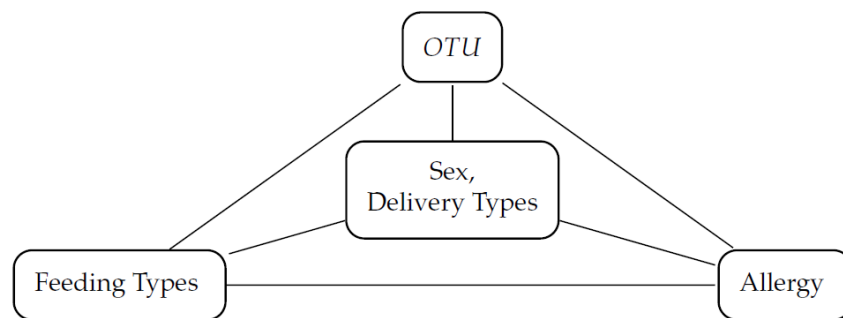 OTU
Sex,
Delivery Types
Feeding Types
Allergy